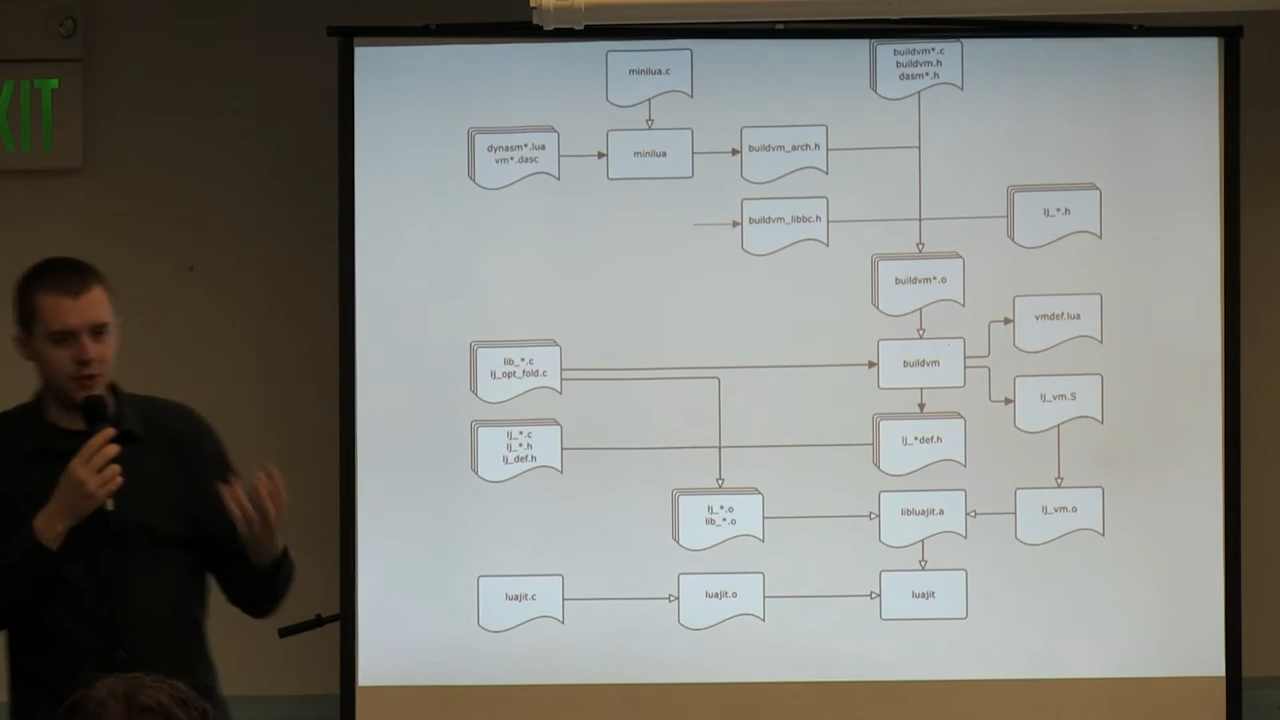 XIT
minilua.c
buildvm*.c
buildvm.h
dasm*.h
dynasm*.lua
vm*.dasc
minilua
buildvm_arch.h
buildvm_libbc.h
lj_*.h
buildvm*.o
vmdef.lua
lib_*.c
lj_opt_fold.c
buildvm
lj_vm.S
lj_*.c
lj_*.h
lj_def.h
lj_*def.h
lj_*.o
lib_*.o
libluajit.a
lj_vm.o
luajit.c
luajit.o
luajit